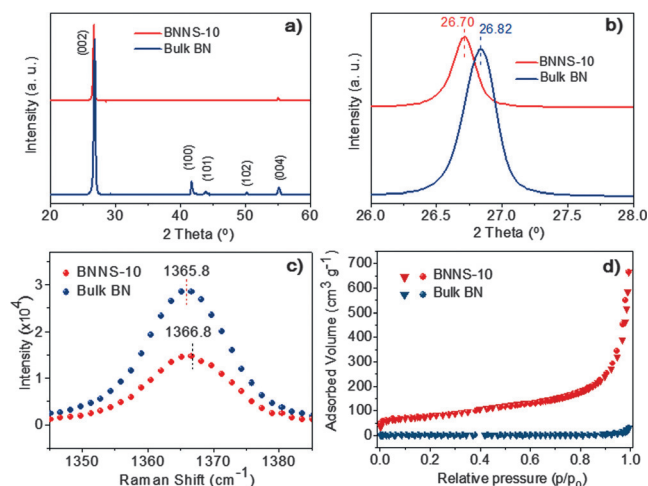 a)
(002)
BNNS-10
Bulk BN
(100)
(101)
(102)
(004)
Intensity (a. u.)
20 30 40 50 60
2 Theta (º)
b)
26.70
26.82
BNNS-10
Bulk BN
Intensity (a. u.)
26.0 26.5 27.0 27.5 28.0
2 Theta (º)
c)
BNNS-10
Bulk BN
1365.8
1366.8
Intensity (x10⁴)
3
2
1
0
1350 1360 1370 1380
Raman Shift (cm⁻¹)
d)
BNNS-10
Bulk BN
Adsorbed Volume (cm³ g⁻¹)
700
600
500
400
300
200
100
0
0.0 0.2 0.4 0.6 0.8 1.0
Relative pressure (p/p₀)